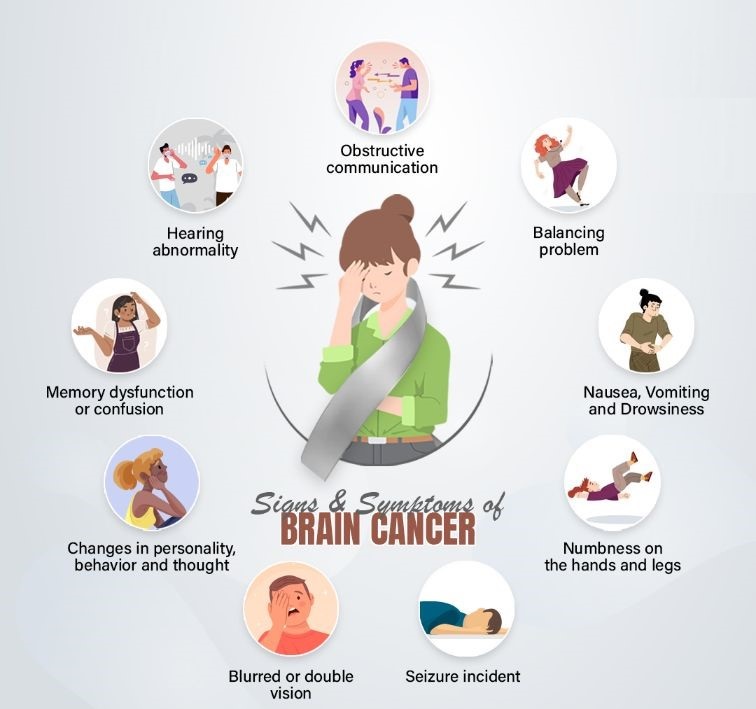 Obstructive
communication
Hearing
abnormality
Balancing
problem
Memory dysfunction
or confusion
Nausea, Vomiting
and Drowsiness
Changes in personality,
behavior and thought
Signs & Symptoms of
BRAIN CANCER
Numbness on
the hands and legs
Blurred or double
vision
Seizure incident